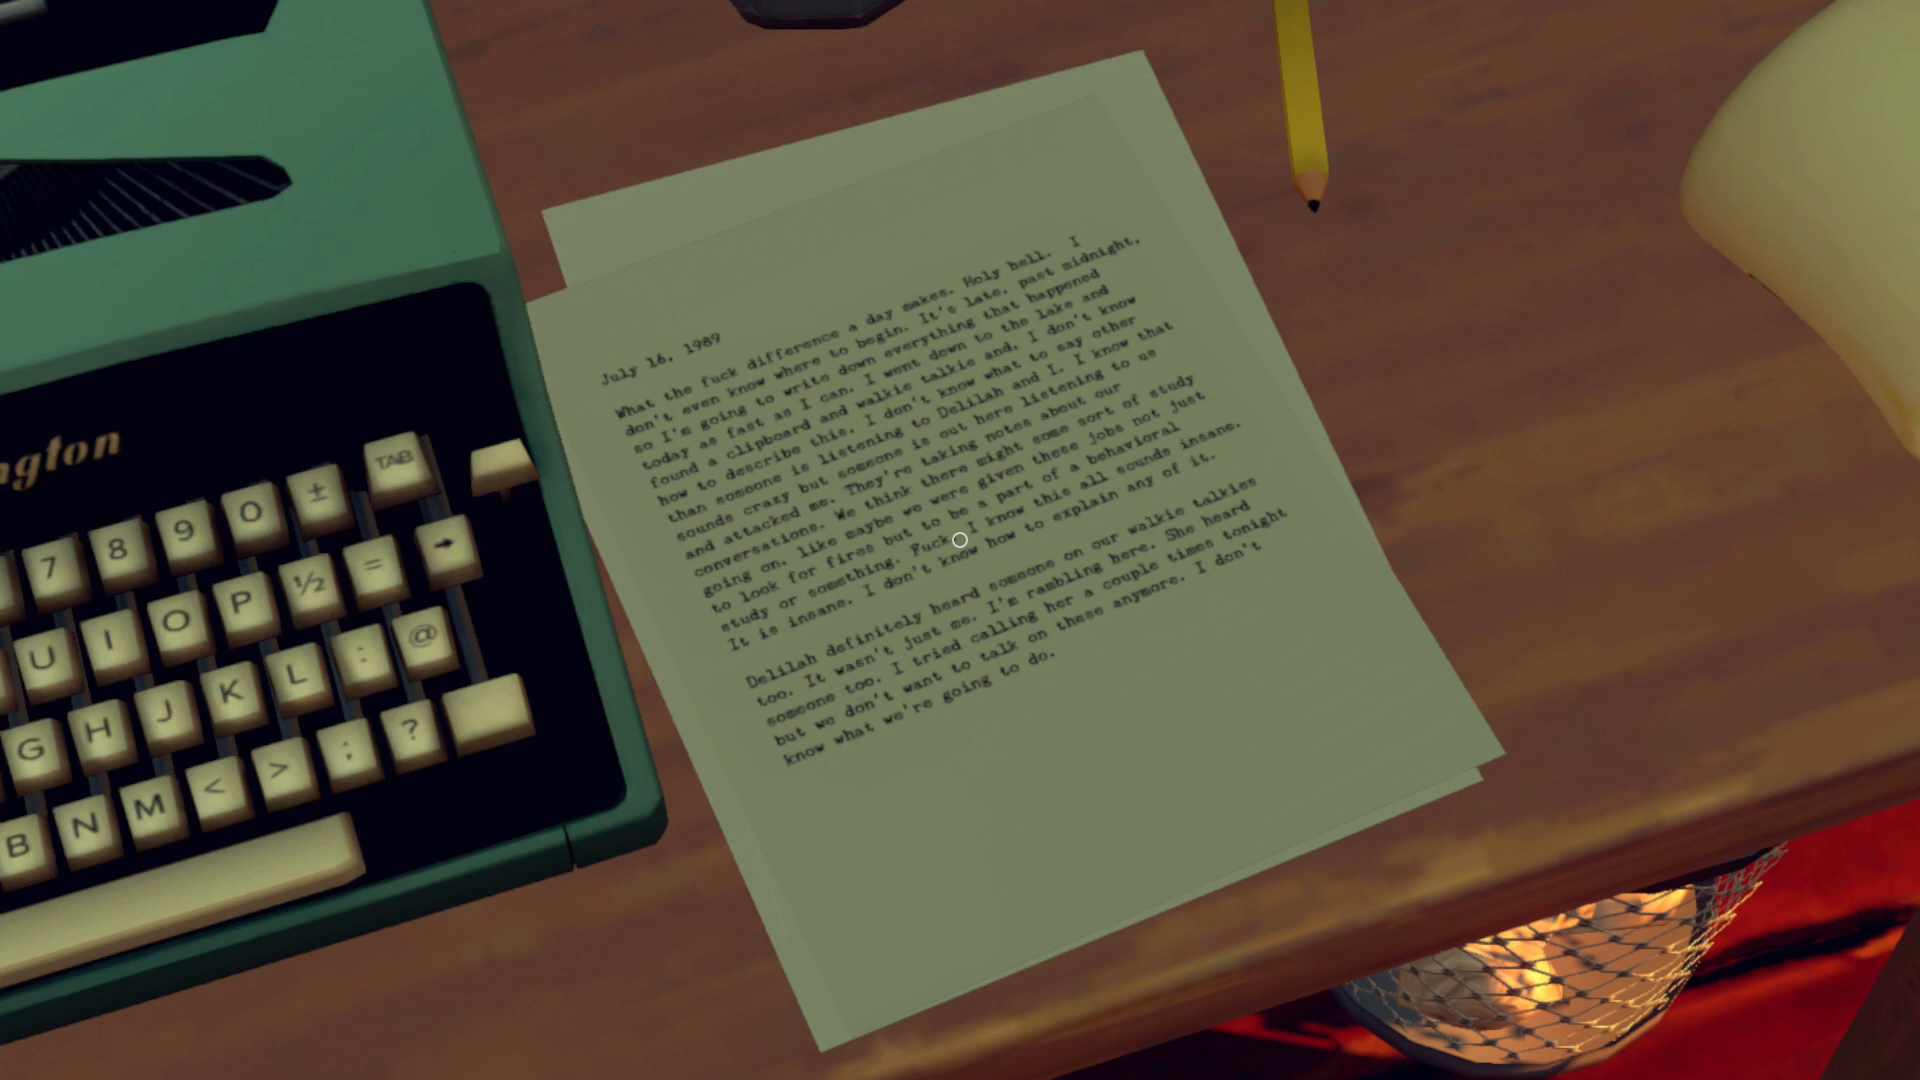 July 16, 1989
What the fuck difference a day makes. Holy hell. I
don't even know where to begin. It's late, past midnight,
so I'm going to write down everything that happened
today as fast as I can. I went down to the lake and
found a clipboard and walkie talkie and, I don't know
how to describe this, I don't know what to say other
than someone is listening to Delilah and I. I know that
sounds crazy but someone is out here listening to us
and attacked me. They're taking notes about our
conversations. We think there might some sort of study
going on, like maybe we were given these jobs not just
to look for fires but to be a part of a behavioral
study or something. Fuck, I know this all sounds insane.
It is insane. I don't know how to explain any of it.
Delilah definitely heard someone on our walkie talkies
too. It wasn't just me. I'm rambling here. She heard
someone too. I tried calling her a couple times tonight
but we don't want to talk on these anymore. I don't
know what we're going to do.
ngton
7 8 9 0 ± TAB
U I O P ½ = →
G H J K L : @
B N M < > ; ?